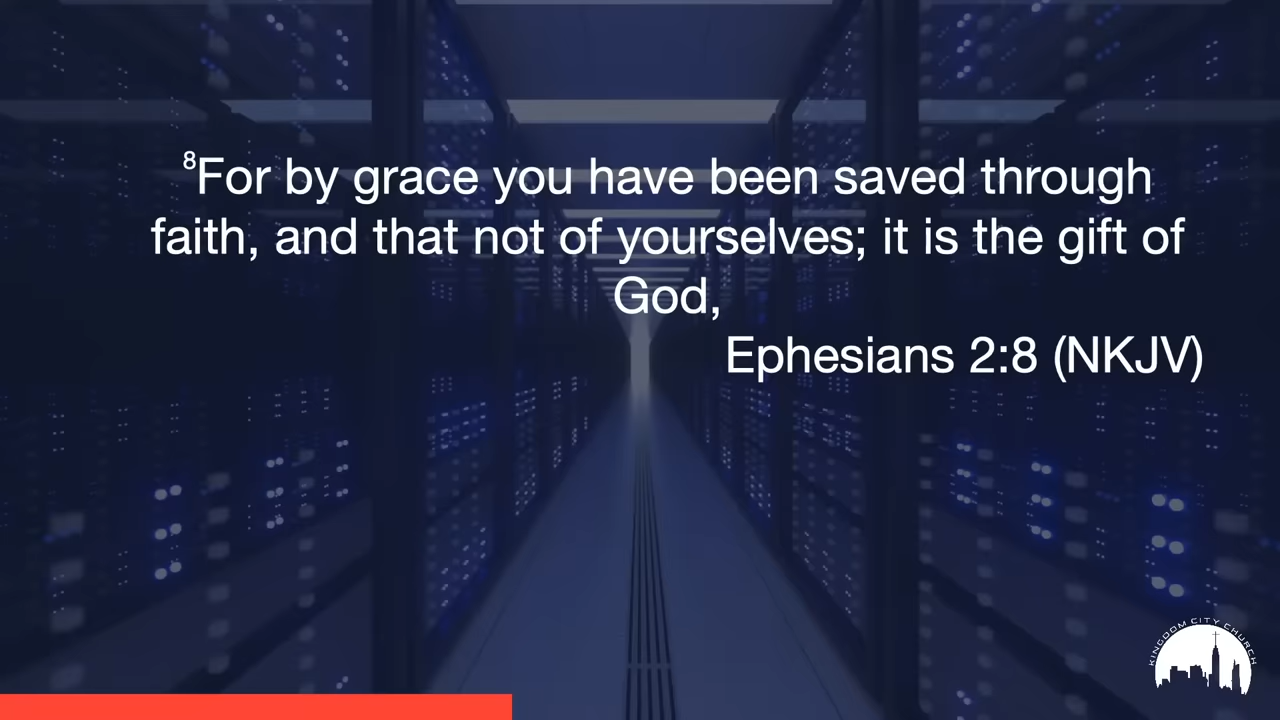 ⁸For by grace you have been saved through
faith, and that not of yourselves; it is the gift of
God,
Ephesians 2:8 (NKJV)
KINGDOM CITY CHURCH